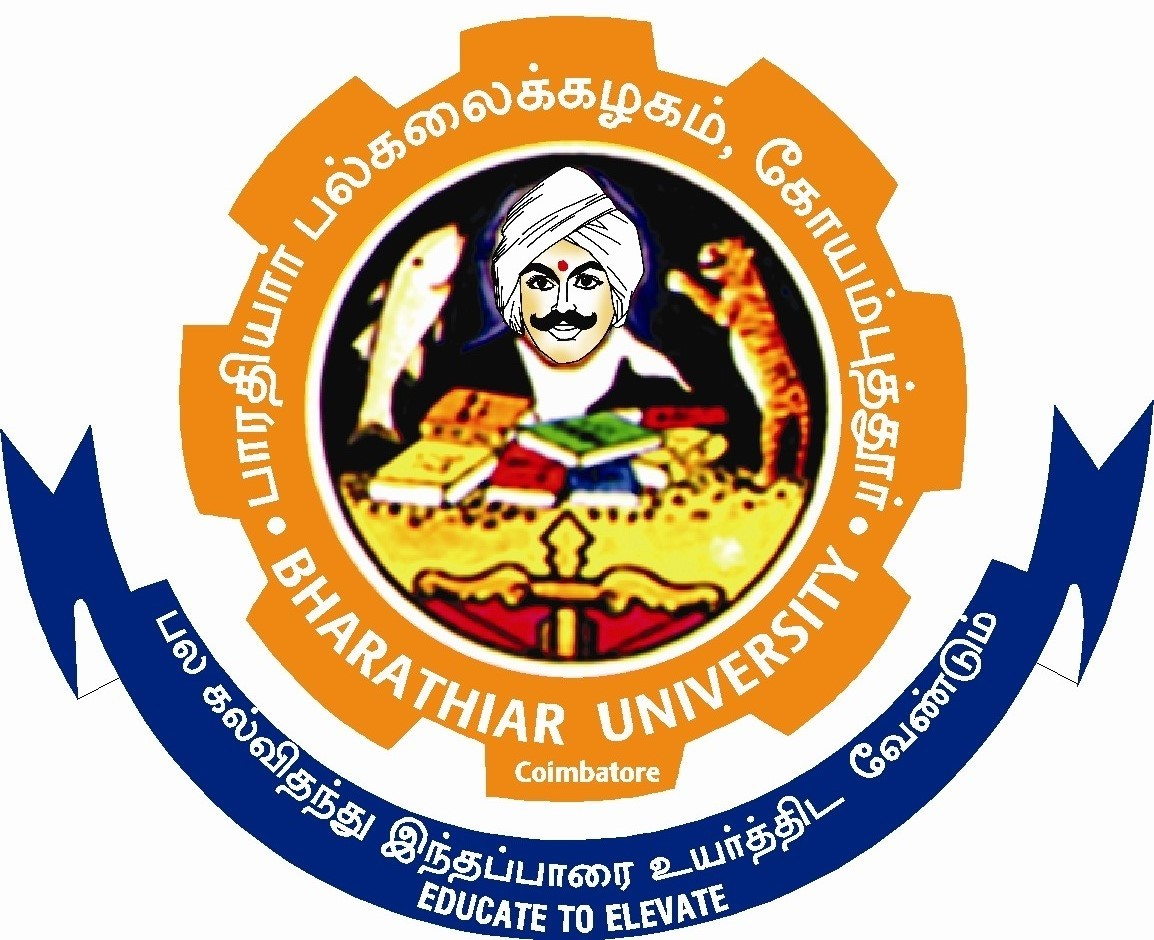 பாரதியார் பல்கலைக்கழகம், கோயம்புத்தூர்
BHARATHIAR UNIVERSITY
Coimbatore
பல கல்விதந்து இந்தப்பாரை உயர்த்திட வேண்டும்
EDUCATE TO ELEVATE